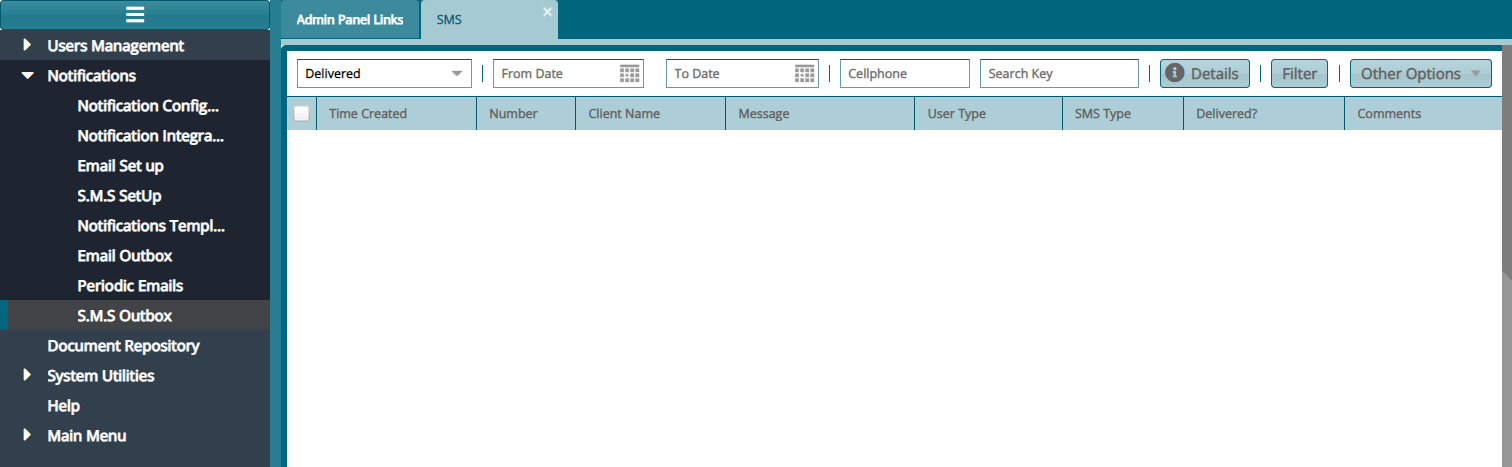 Admin Panel Links
SMS
Users Management
Notifications
Notification Config...
Notification Integra...
Email Set up
S.M.S SetUp
Notifications Templ...
Email Outbox
Periodic Emails
S.M.S Outbox
Document Repository
System Utilities
Help
Main Menu
Delivered From Date To Date Cellphone Search Key Details Filter Other Options
Time Created Number Client Name Message User Type SMS Type Delivered? Comments